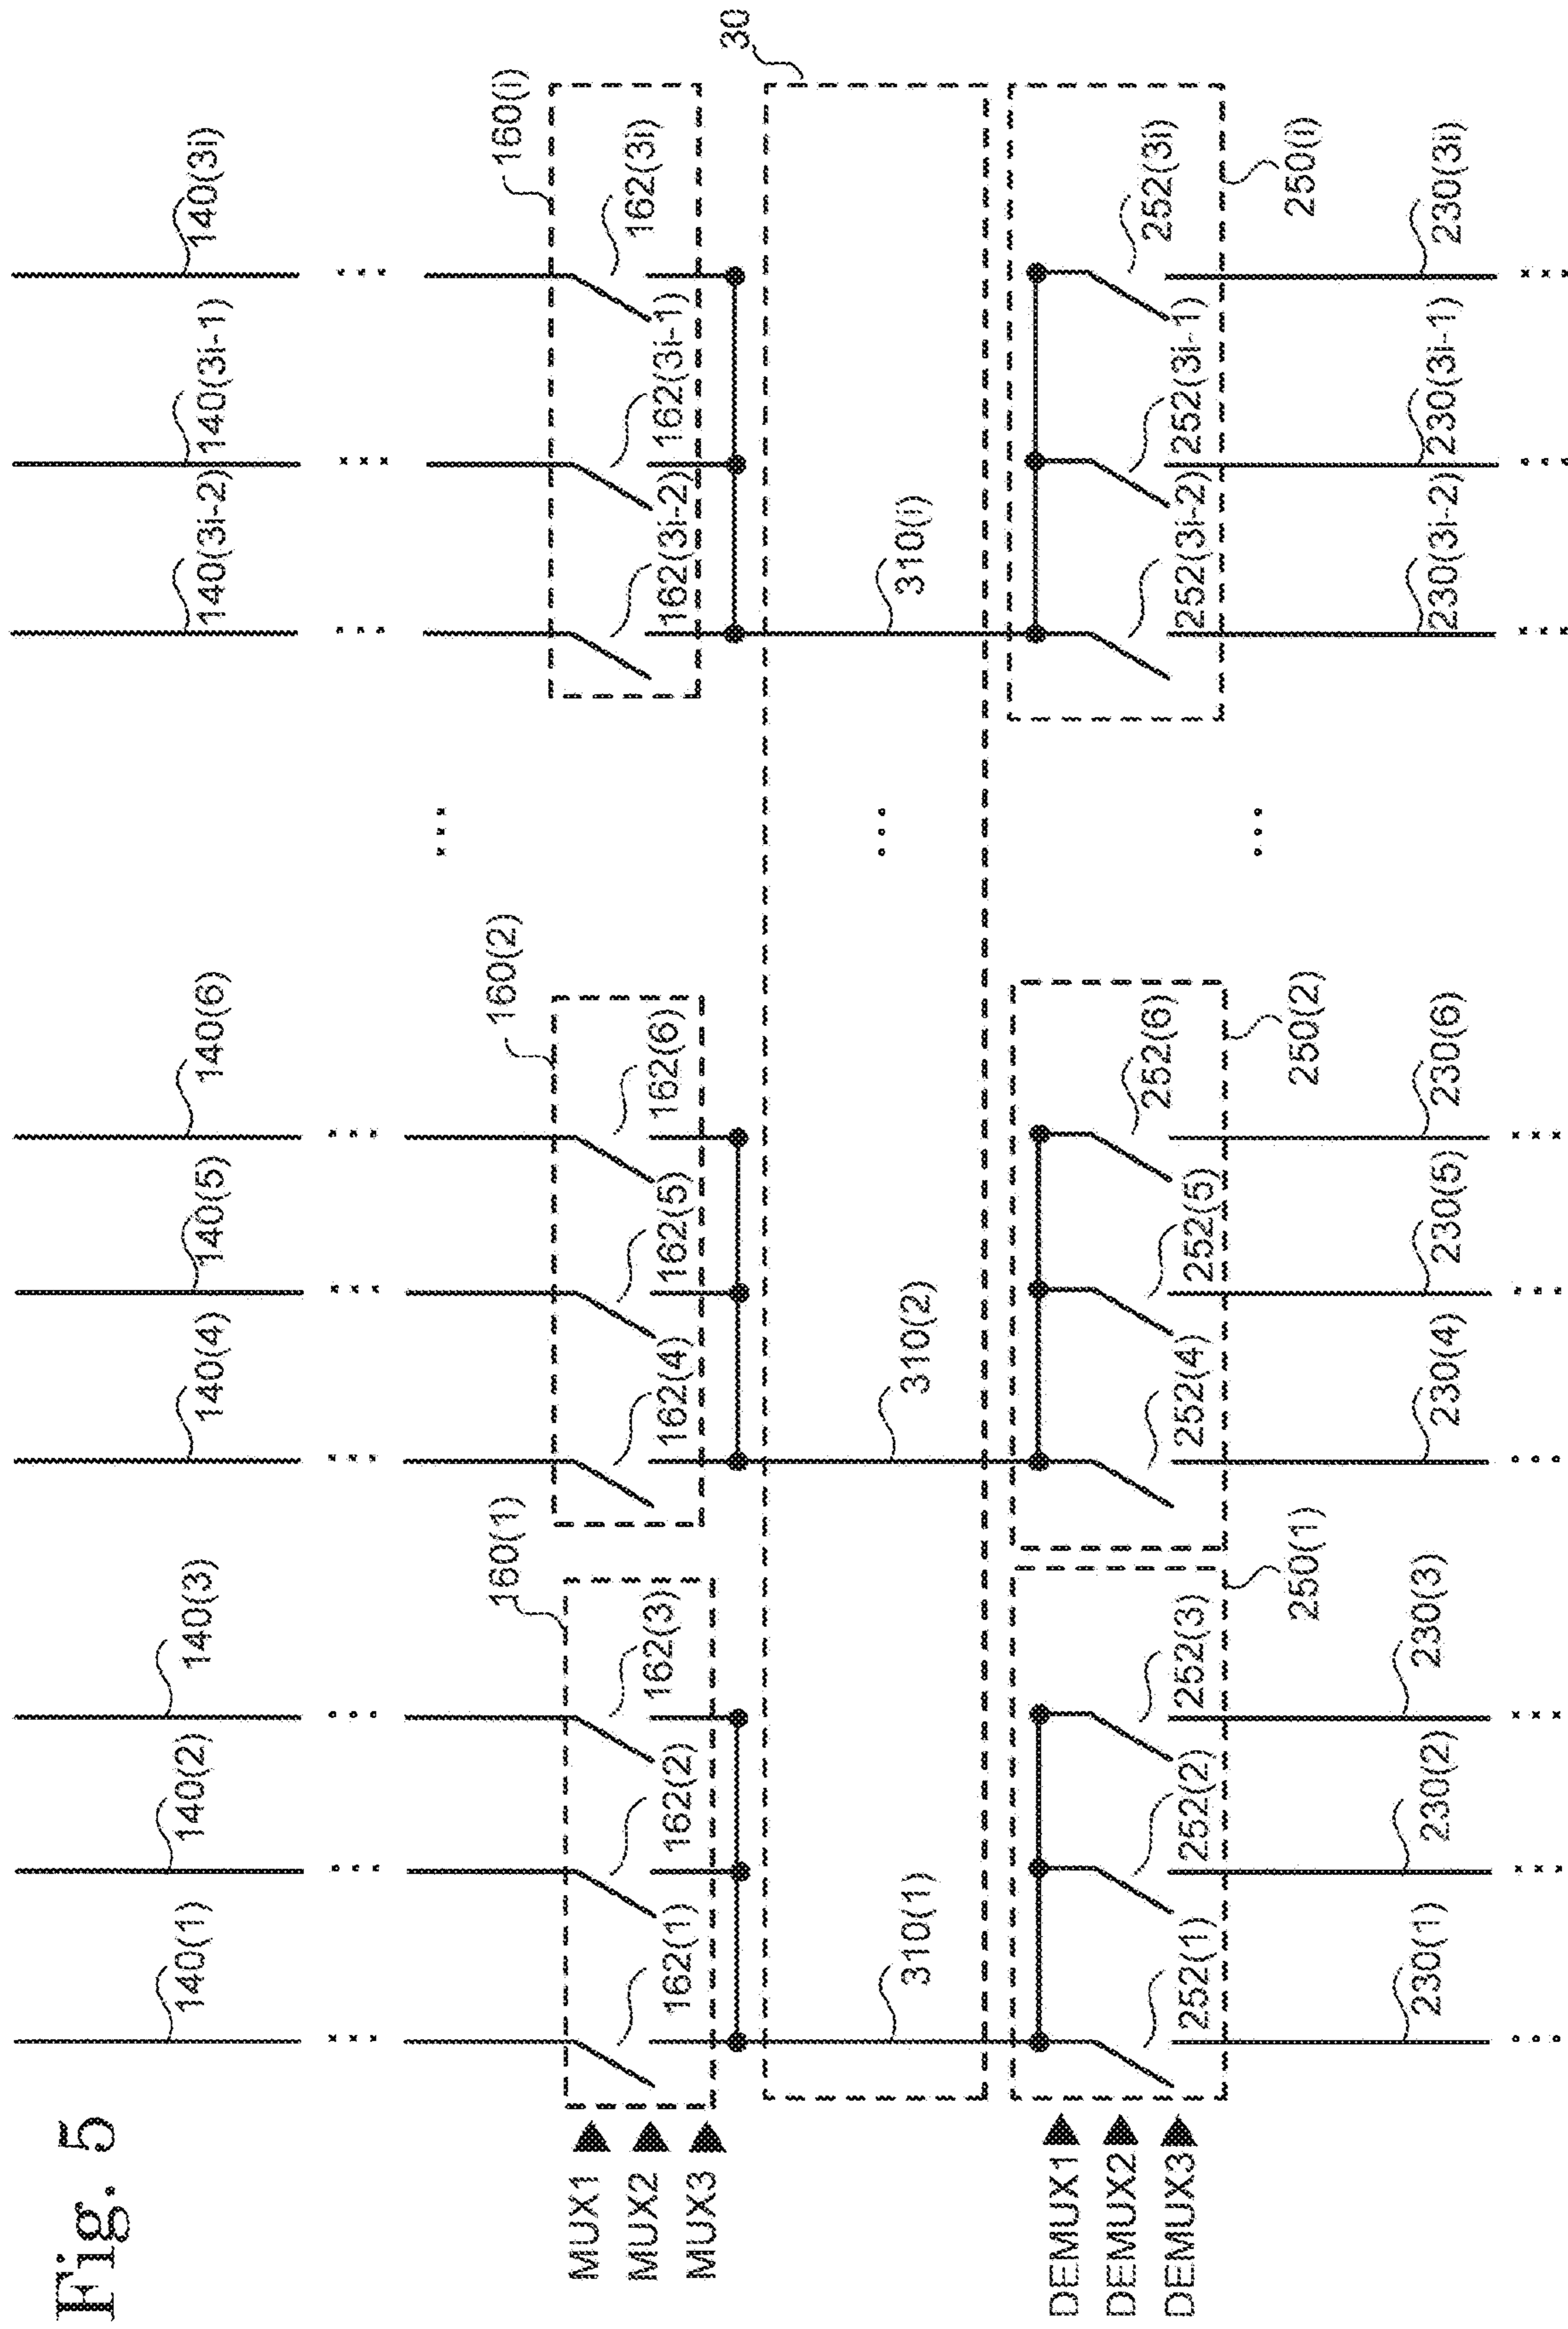 Fig. 5
140(1)
140(2)
140(3)
140(4)
140(5)
140(6)
140(3i-2)
140(3i-1)
140(3i)
160(1)
160(2)
160(i)
MUX1
MUX2
MUX3
162(1)
162(2)
162(3)
162(4)
162(5)
162(6)
162(3i-2)
162(3i-1)
162(3i)
30
310(1)
310(2)
310(i)
DEMUX1
DEMUX2
DEMUX3
252(1)
252(2)
252(3)
252(4)
252(5)
252(6)
252(3i-2)
252(3i-1)
252(3i)
250(1)
250(2)
250(i)
230(1)
230(2)
230(3)
230(4)
230(5)
230(6)
230(3i-2)
230(3i-1)
230(3i)